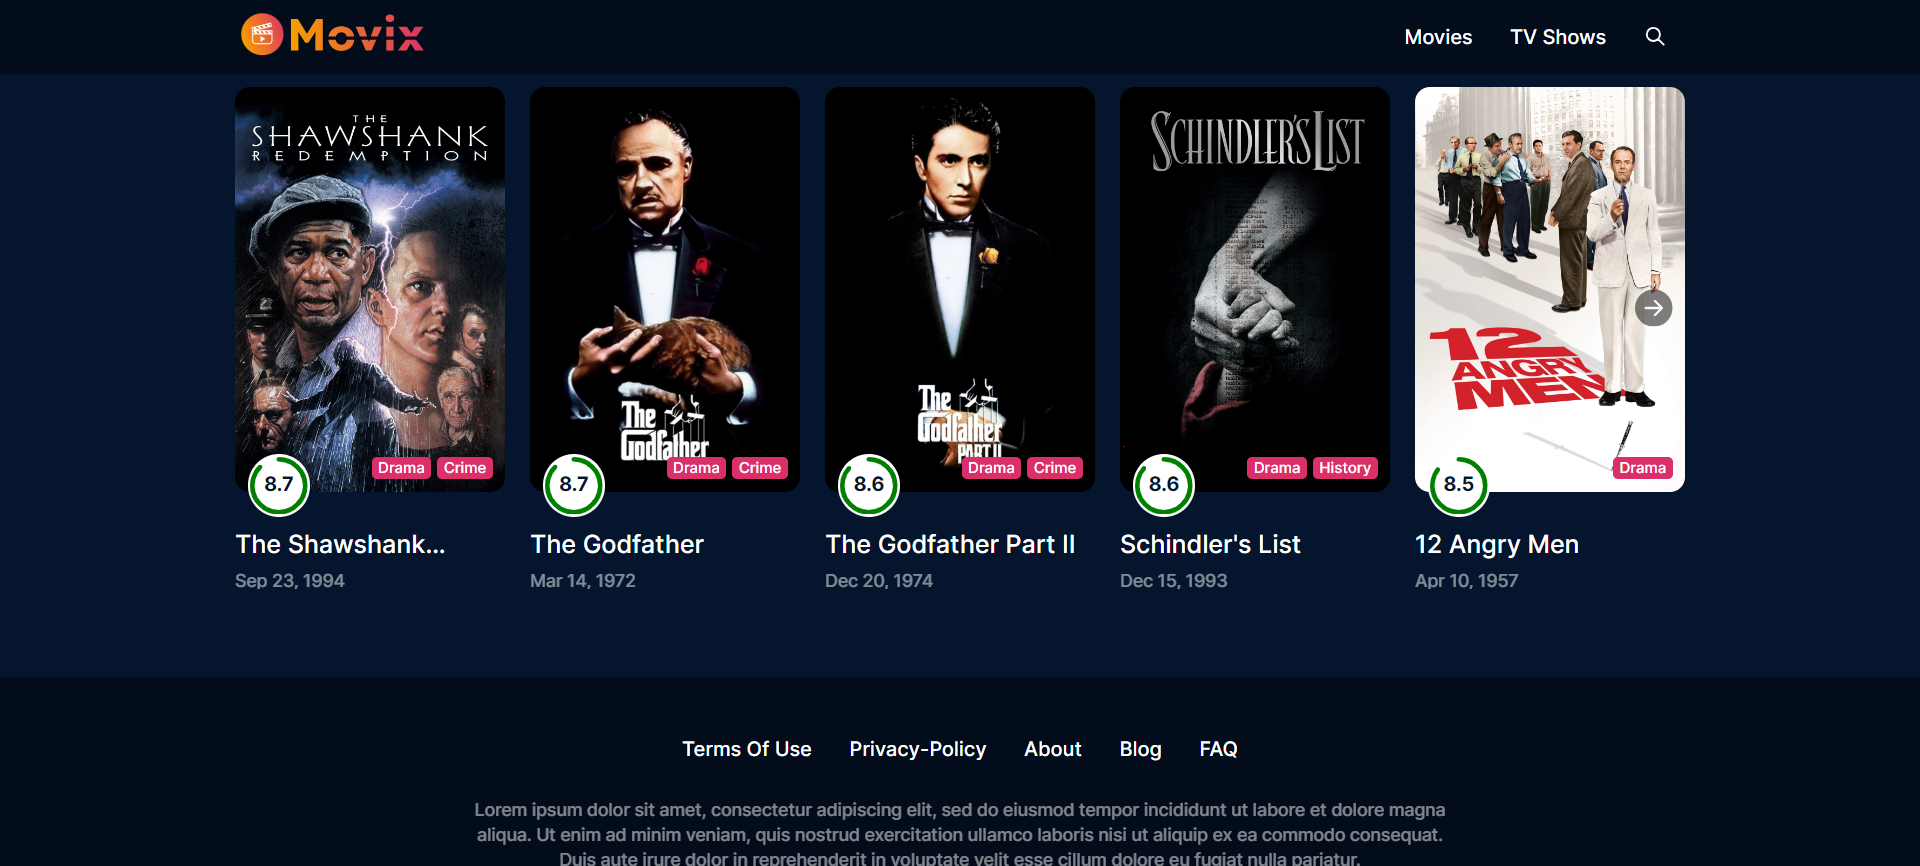 Movix
Movies TV Shows
THE
SHAWSHANK
REDEMPTION
SCHINDLER'S LIST
12
ANGRY
MEN
The
Godfather
The
Godfather
PART II
8.7 Drama Crime
8.7 Drama Crime
8.6 Drama Crime
8.6 Drama History
8.5 Drama
The Shawshank...
Sep 23, 1994
The Godfather
Mar 14, 1972
The Godfather Part II
Dec 20, 1974
Schindler's List
Dec 15, 1993
12 Angry Men
Apr 10, 1957
Terms Of Use Privacy-Policy About Blog FAQ
Lorem ipsum dolor sit amet, consectetur adipiscing elit, sed do eiusmod tempor incididunt ut labore et dolore magna
aliqua. Ut enim ad minim veniam, quis nostrud exercitation ullamco laboris nisi ut aliquip ex ea commodo consequat.
Duis aute irure dolor in reprehenderit in voluptate velit esse cillum dolore eu fugiat nulla pariatur.